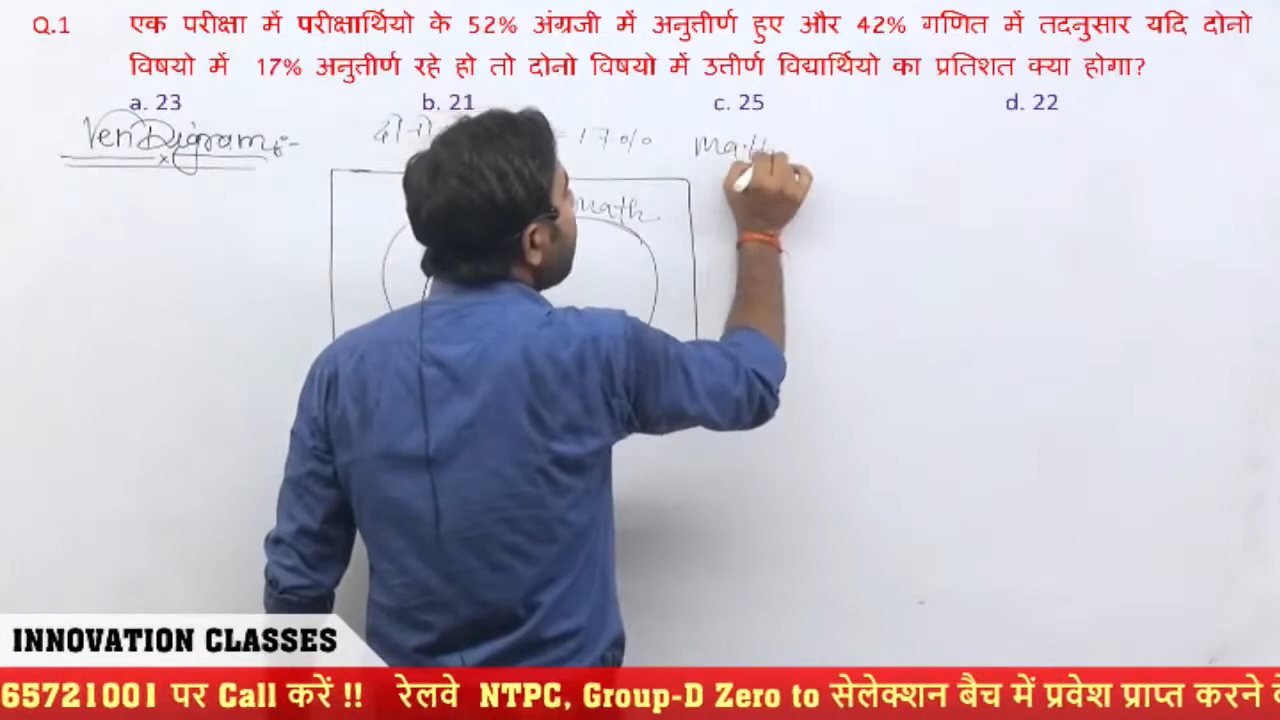 Q.1 एक परीक्षा में परीक्षार्थियो के 52% अंग्रजी में अनुत्तीर्ण हुए और 42% गणित में तदनुसार यदि दोनो
विषयो में 17% अनुत्तीर्ण रहे हो तो दोनो विषयो में उत्तीर्ण विद्यार्थियो का प्रतिशत क्या होगा?
a. 23 b. 21 c. 25 d. 22
Ven Digram:-
= 17%
math
INNOVATION CLASSES
65721001 पर Call करें !! रेलवे NTPC, Group-D Zero to सेलेक्शन बैच में प्रवेश प्राप्त करने